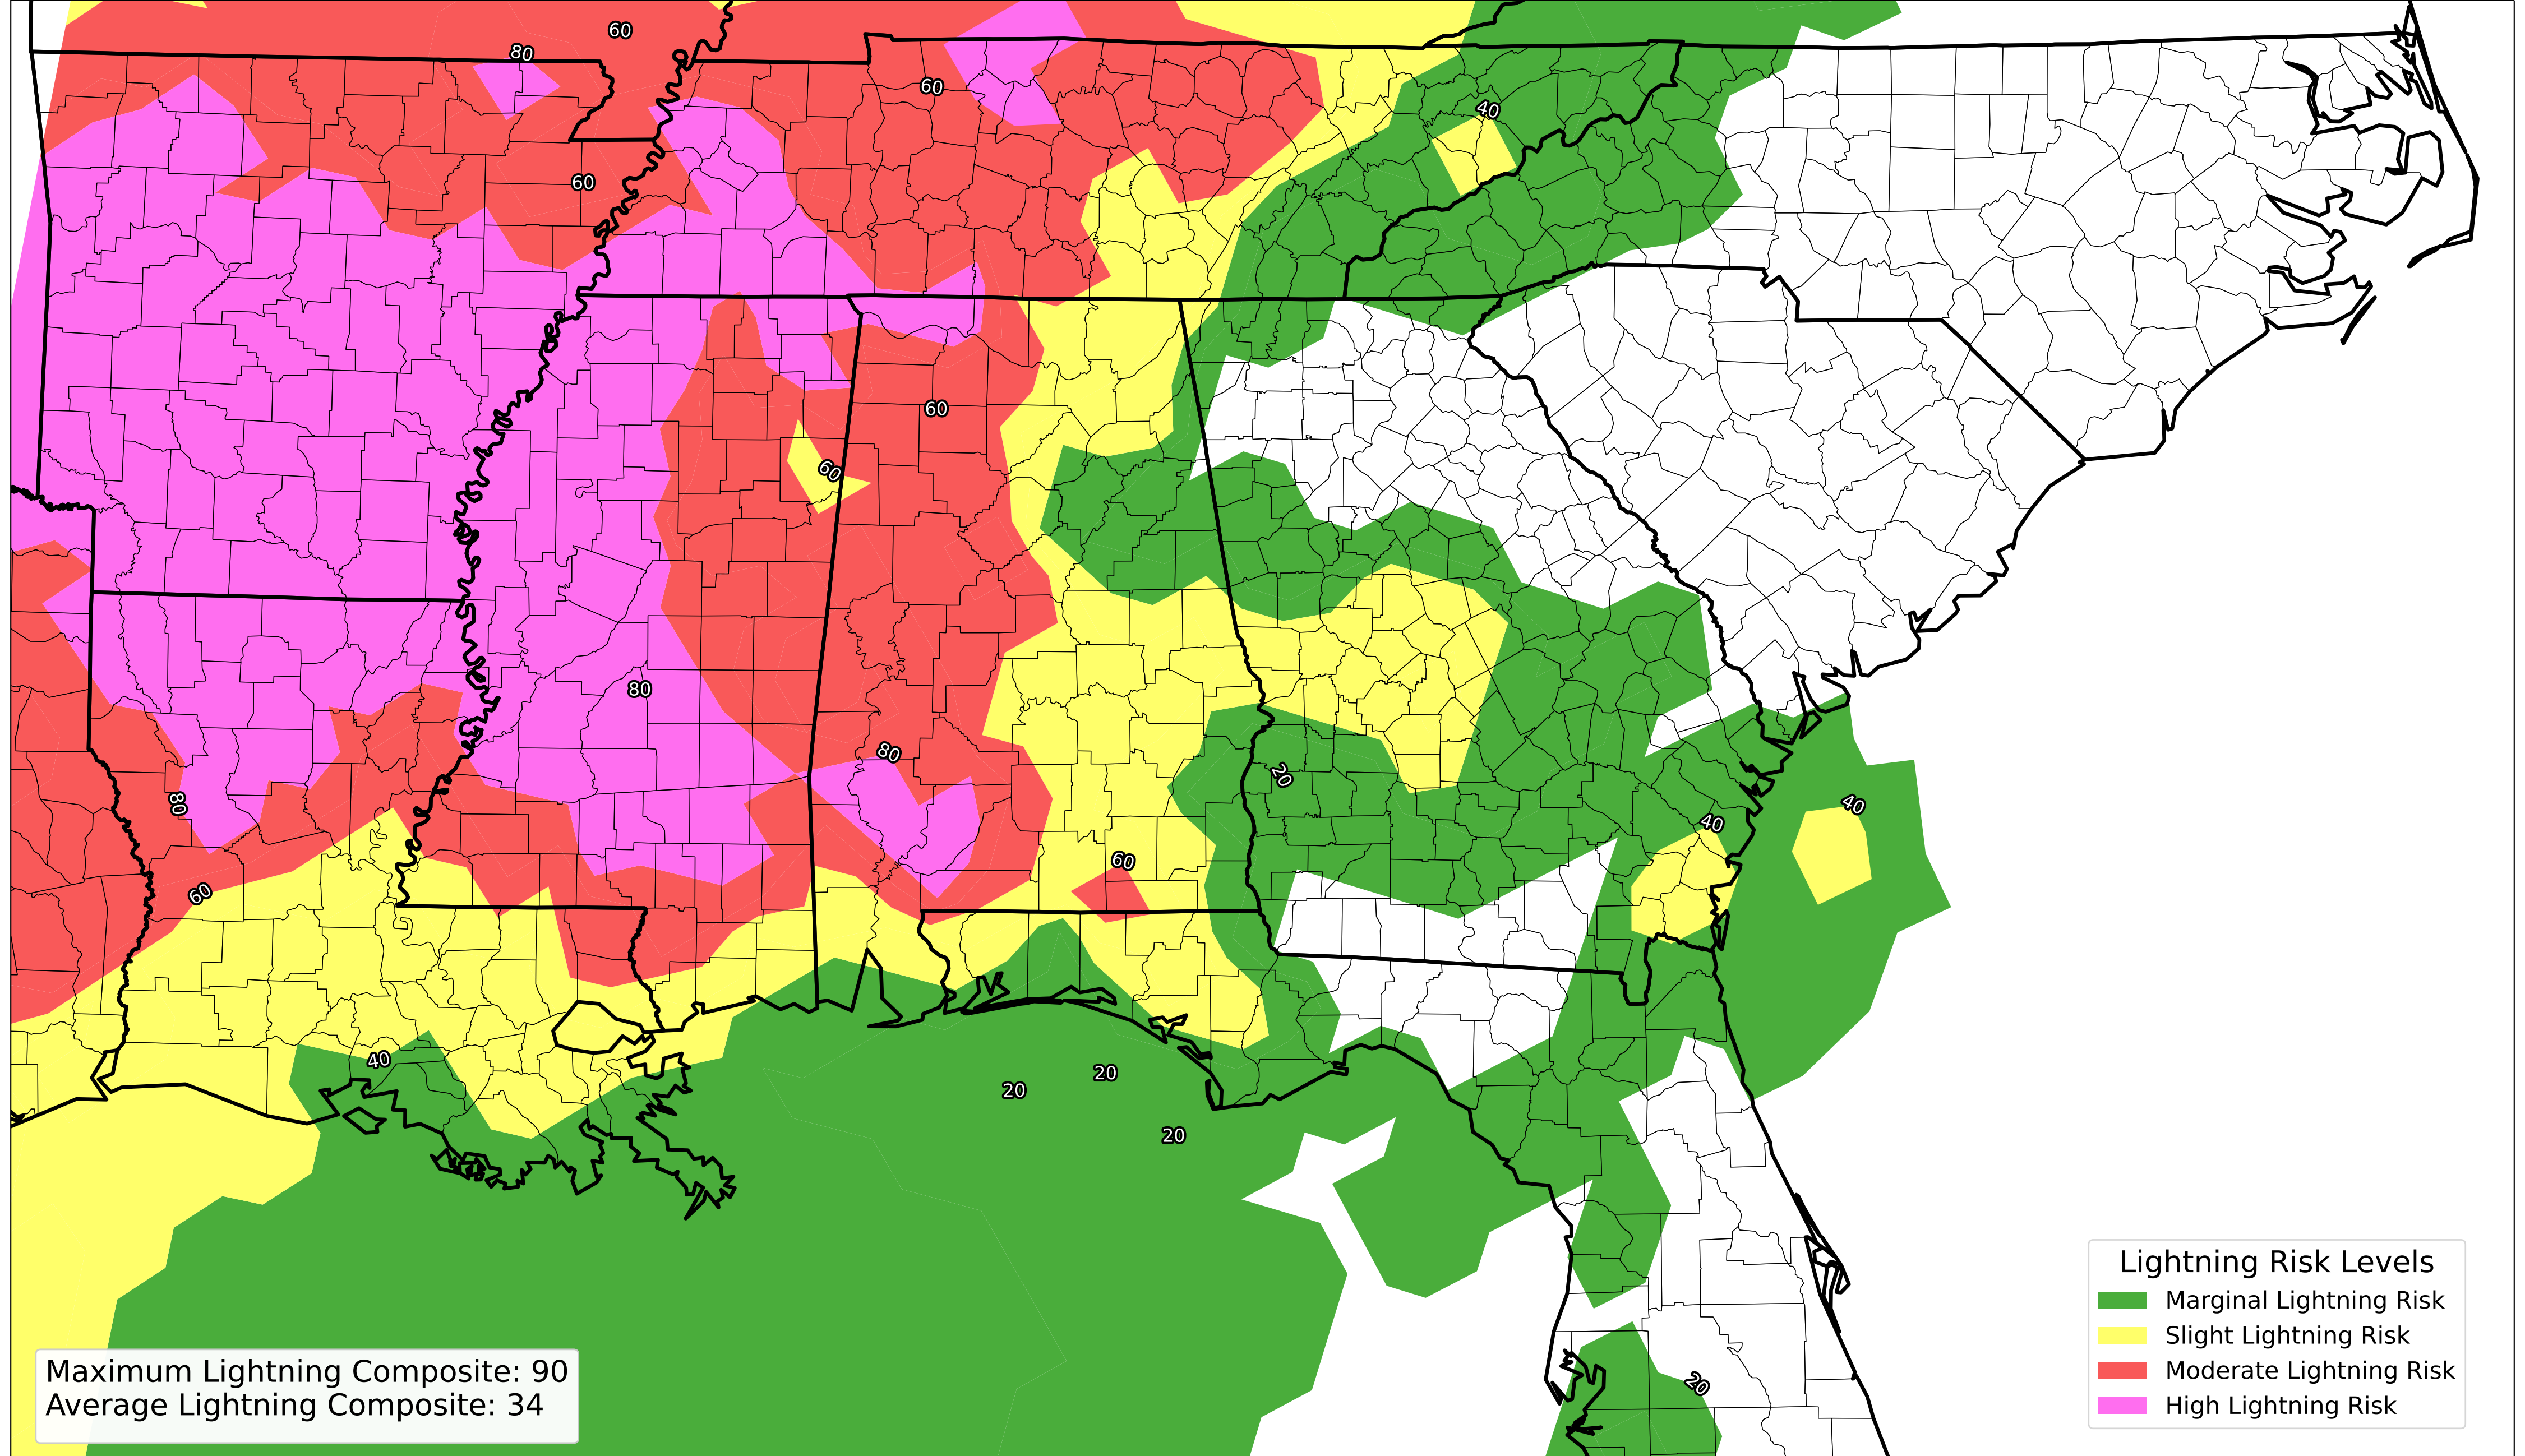 60
80
60
40
60
60
60
80
80
20
80
40
40
60
60
40
20
20
20
20
Lightning Risk Levels
Marginal Lightning Risk
Slight Lightning Risk
Moderate Lightning Risk
High Lightning Risk
Maximum Lightning Composite: 90
Average Lightning Composite: 34